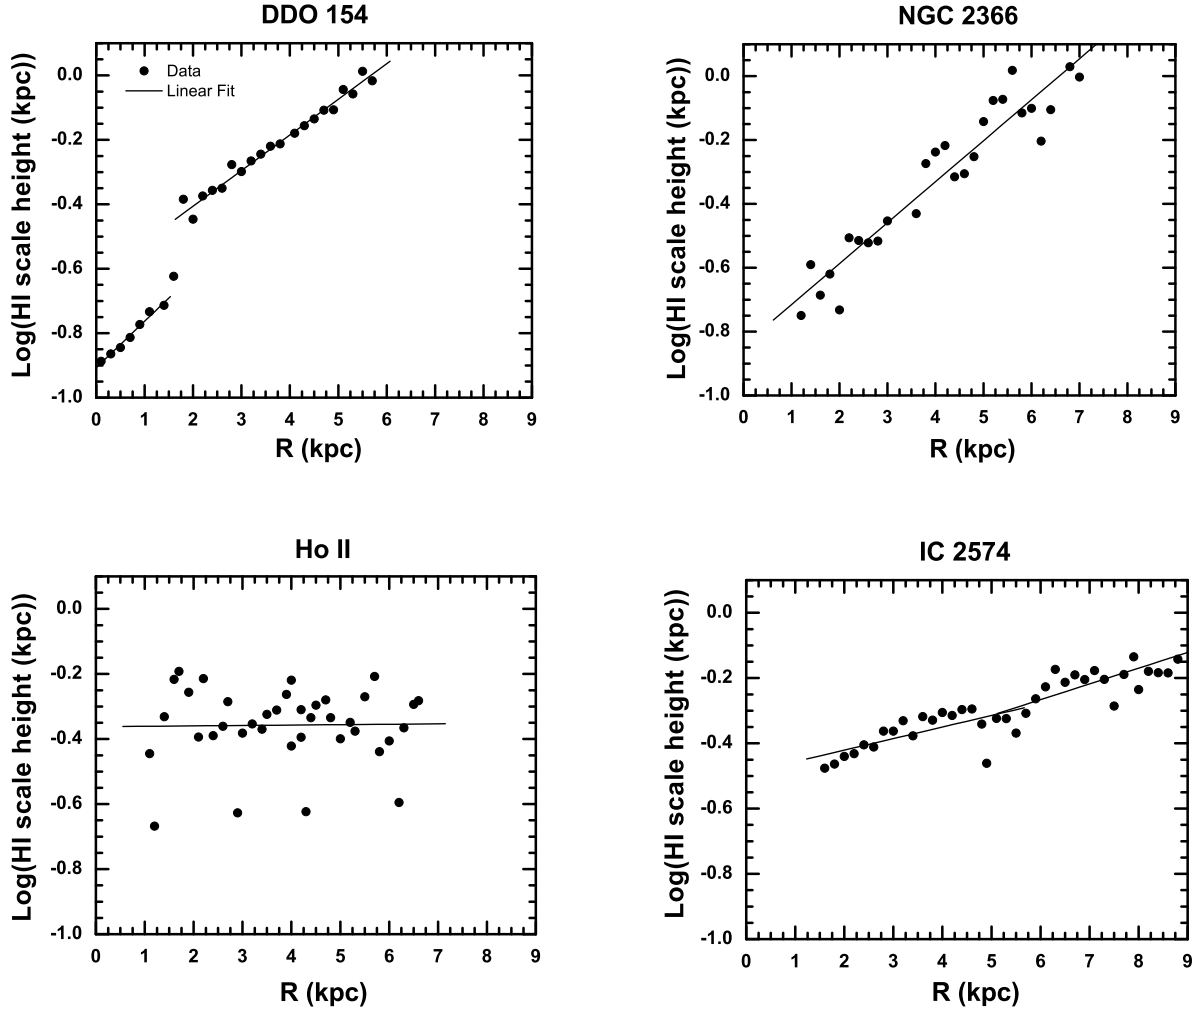 DDO 154
Log(HI scale height (kpc))
0.0
-0.2
-0.4
-0.6
-0.8
-1.0
Data
Linear Fit
0 1 2 3 4 5 6 7 8 9
R (kpc)
NGC 2366
Log(HI scale height (kpc))
0.0
-0.2
-0.4
-0.6
-0.8
-1.0
0 1 2 3 4 5 6 7 8 9
R (kpc)
Ho II
Log(HI scale height (kpc))
0.0
-0.2
-0.4
-0.6
-0.8
-1.0
0 1 2 3 4 5 6 7 8 9
R (kpc)
IC 2574
Log(HI scale height (kpc))
0.0
-0.2
-0.4
-0.6
-0.8
-1.0
0 1 2 3 4 5 6 7 8 9
R (kpc)